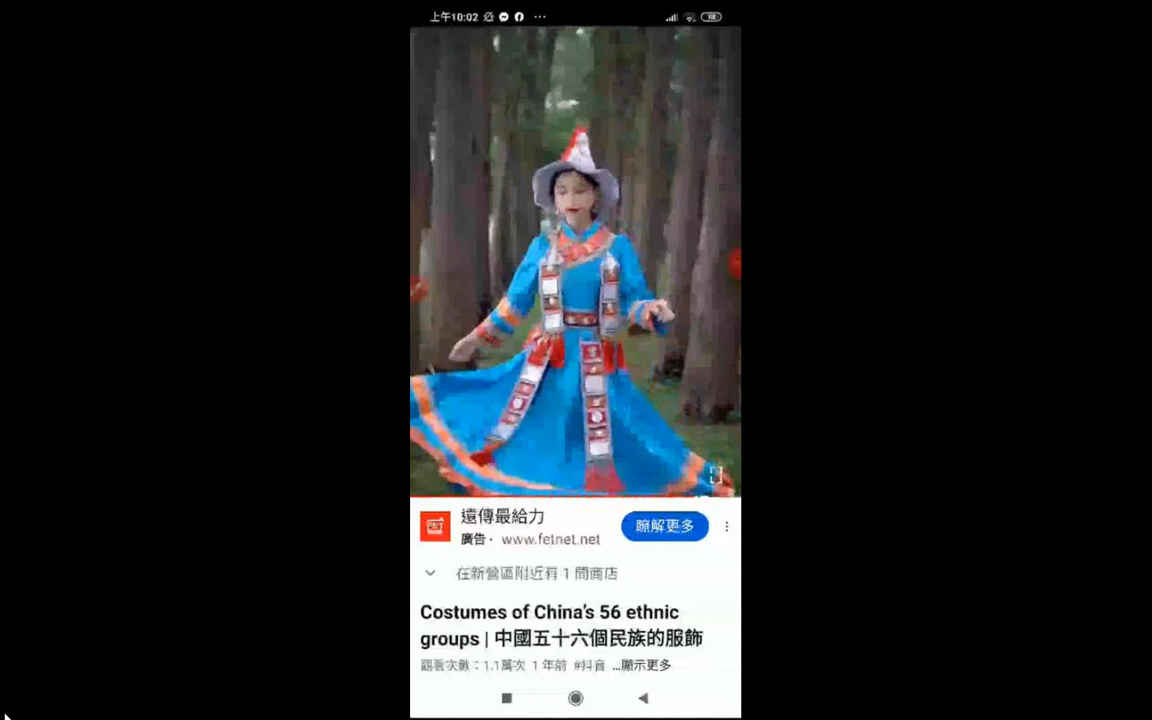 上午10:02
遠傳最給力
瞭解更多
廣告・ www.fetnet.net
在新營區附近有 1 間商店
Costumes of China's 56 ethnic
groups | 中國五十六個民族的服飾
觀看次數：1.1萬次 1 年前 #抖音 ...顯示更多